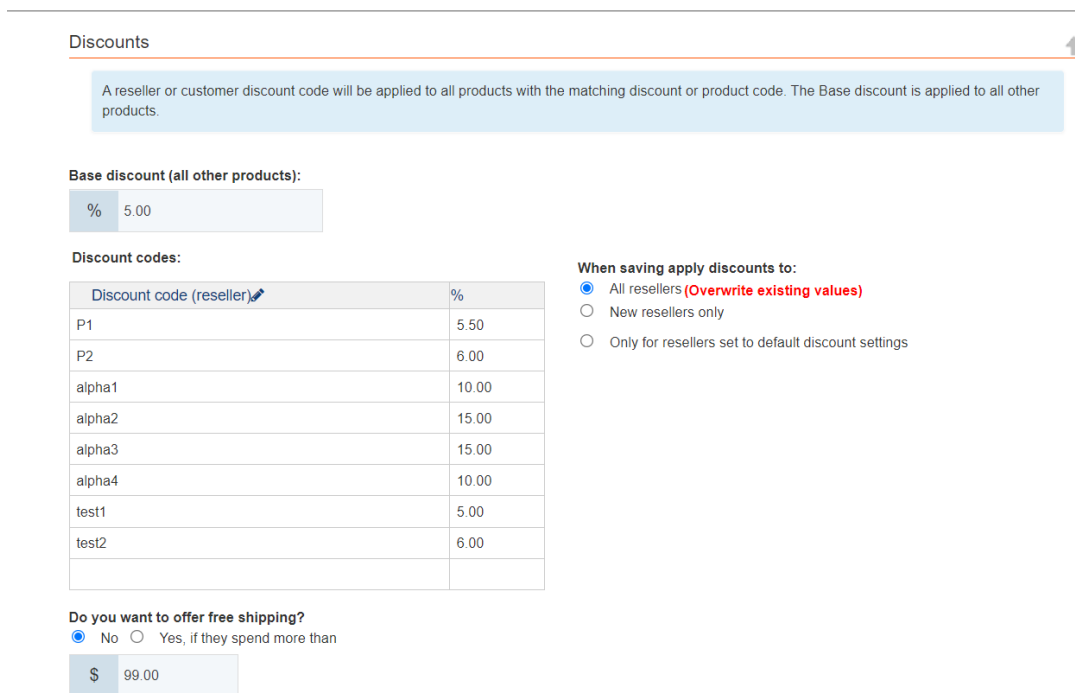 Discounts
A reseller or customer discount code will be applied to all products with the matching discount or product code. The Base discount is applied to all other
products.
Base discount (all other products):
% 5.00
Discount codes:
Discount code (reseller) %
P1 5.50
P2 6.00
alpha1 10.00
alpha2 15.00
alpha3 15.00
alpha4 10.00
test1 5.00
test2 6.00
When saving apply discounts to:
All resellers (Overwrite existing values)
New resellers only
Only for resellers set to default discount settings
Do you want to offer free shipping?
No Yes, if they spend more than
$ 99.00